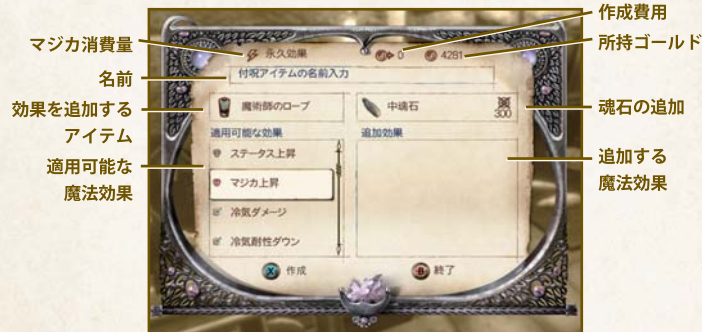 マジカ消費量
名前
効果を追加する
アイテム
適用可能な
魔法効果
作成費用
所持ゴールド
魂石の追加
追加する
魔法効果
永久効果
0
4281
付呪アイテムの名前入力
魔術師のローブ
中魂石
300
適用可能な効果
追加効果
ステータス上昇
マジカ上昇
冷気ダメージ
冷気耐性ダウン
X 作成
B 終了